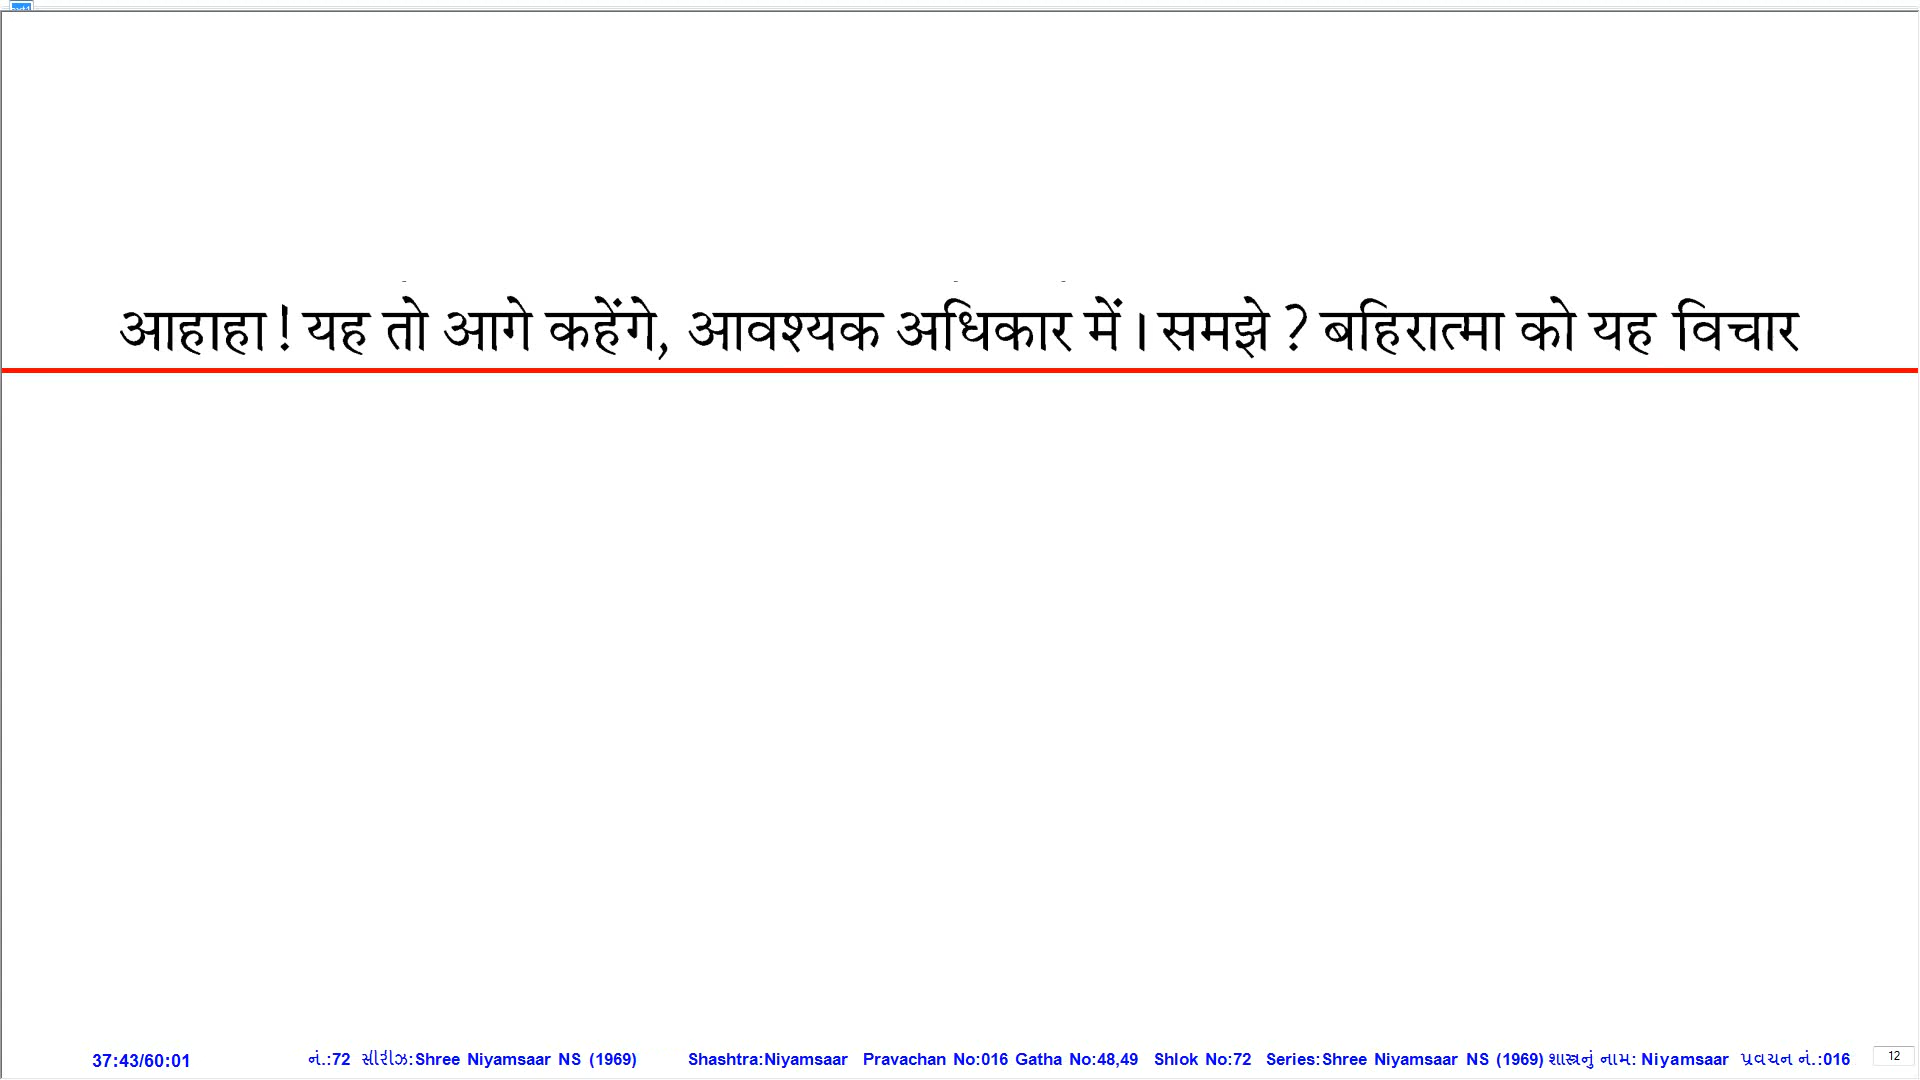 आहाहा! यह तो आगे कहेंगे, आवश्यक अधिकार में। समझे? बहिरात्मा को यह विचार
37:43/60:01 નં.:72 સીરીઝ:Shree Niyamsaar NS (1969) Shashtra:Niyamsaar Pravachan No:016 Gatha No:48,49 Shlok No:72 Series:Shree Niyamsaar NS (1969) શાસ્ત્રનું નામ: Niyamsaar પ્રવચન નં.:016 12